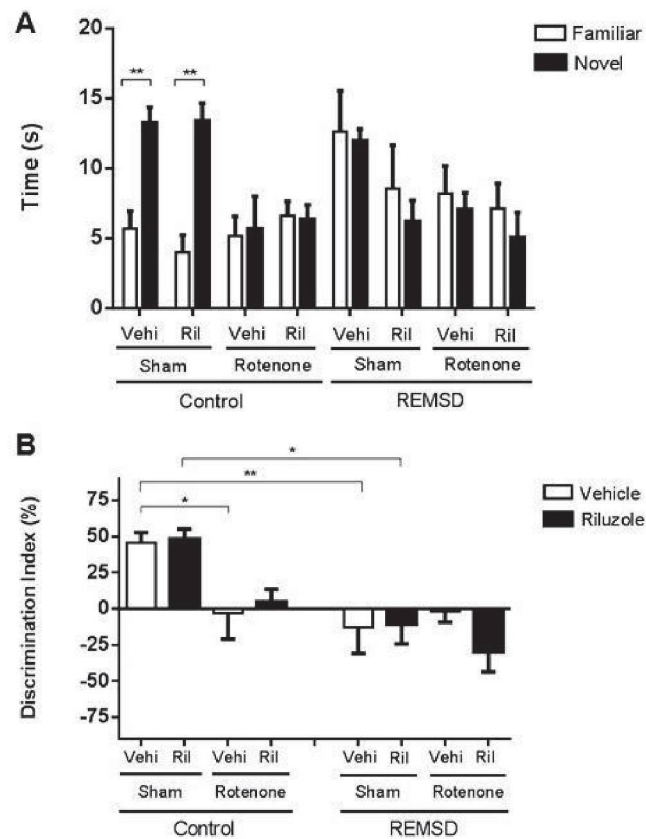 A
20
15
10
5
0
Time (s)
Familiar
Novel
** **
Vehi Ril Vehi Ril Vehi Ril Vehi Ril
Sham Rotenone Sham Rotenone
Control REMSD
B
75
50
25
0
-25
-50
-75
Discrimination Index (%)
Vehicle
Riluzole
*
**
*
Vehi Ril Vehi Ril Vehi Ril Vehi Ril
Sham Rotenone Sham Rotenone
Control REMSD